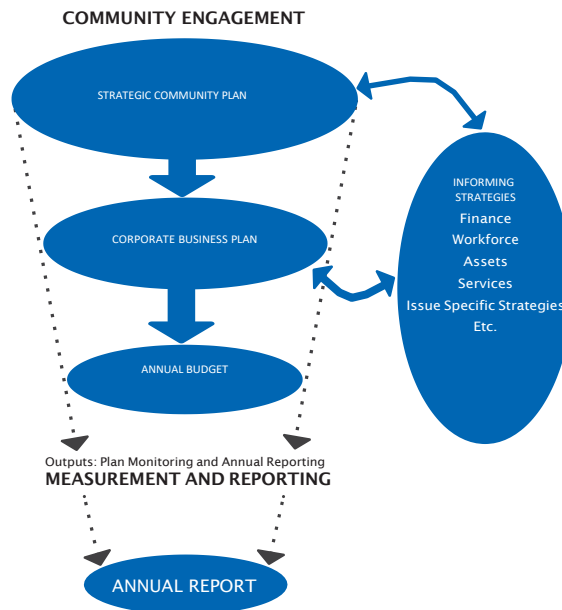 COMMUNITY ENGAGEMENT
STRATEGIC COMMUNITY PLAN
INFORMING
STRATEGIES
Finance
Workforce
Assets
Services
Issue Specific Strategies
Etc.
CORPORATE BUSINESS PLAN
ANNUAL BUDGET
Outputs: Plan Monitoring and Annual Reporting
MEASUREMENT AND REPORTING
ANNUAL REPORT